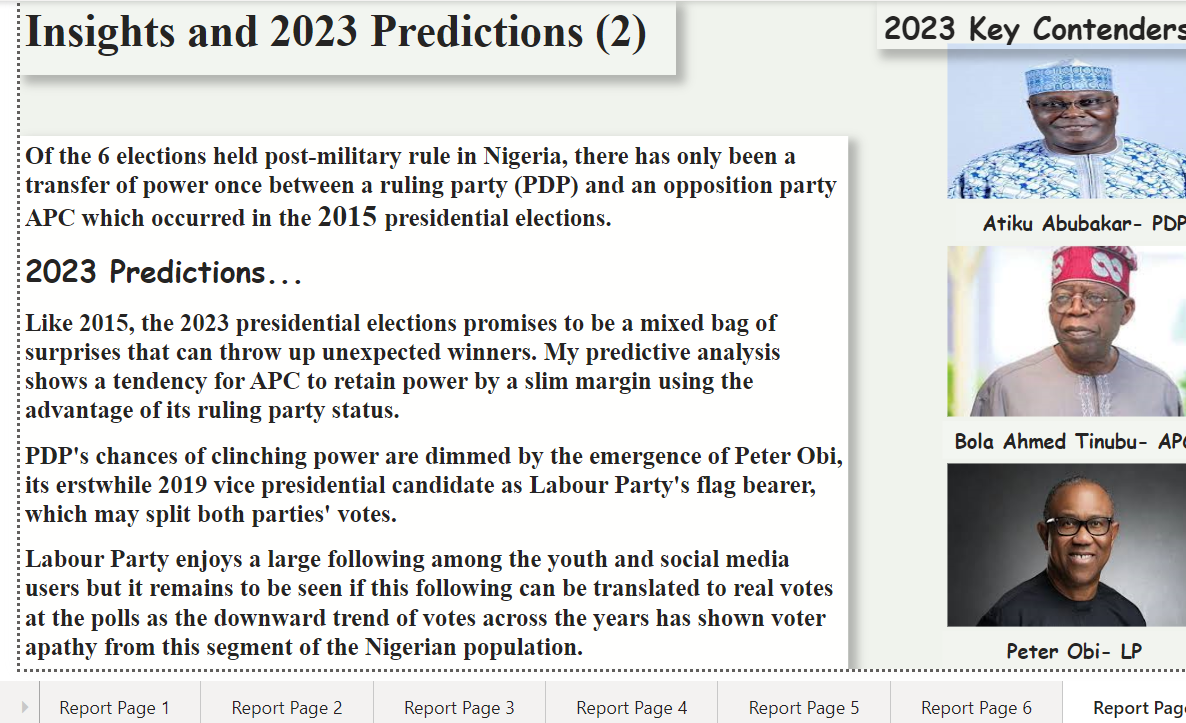 Insights and 2023 Predictions (2)
2023 Key Contenders
Of the 6 elections held post-military rule in Nigeria, there has only been a
transfer of power once between a ruling party (PDP) and an opposition party
APC which occurred in the 2015 presidential elections.
2023 Predictions...
Like 2015, the 2023 presidential elections promises to be a mixed bag of
surprises that can throw up unexpected winners. My predictive analysis
shows a tendency for APC to retain power by a slim margin using the
advantage of its ruling party status.
PDP's chances of clinching power are dimmed by the emergence of Peter Obi,
its erstwhile 2019 vice presidential candidate as Labour Party's flag bearer,
which may split both parties' votes.
Labour Party enjoys a large following among the youth and social media
users but it remains to be seen if this following can be translated to real votes
at the polls as the downward trend of votes across the years has shown voter
apathy from this segment of the Nigerian population.
Atiku Abubakar- PDP
Bola Ahmed Tinubu- APC
Peter Obi- LP
Report Page 1
Report Page 2
Report Page 3
Report Page 4
Report Page 5
Report Page 6
Report Page